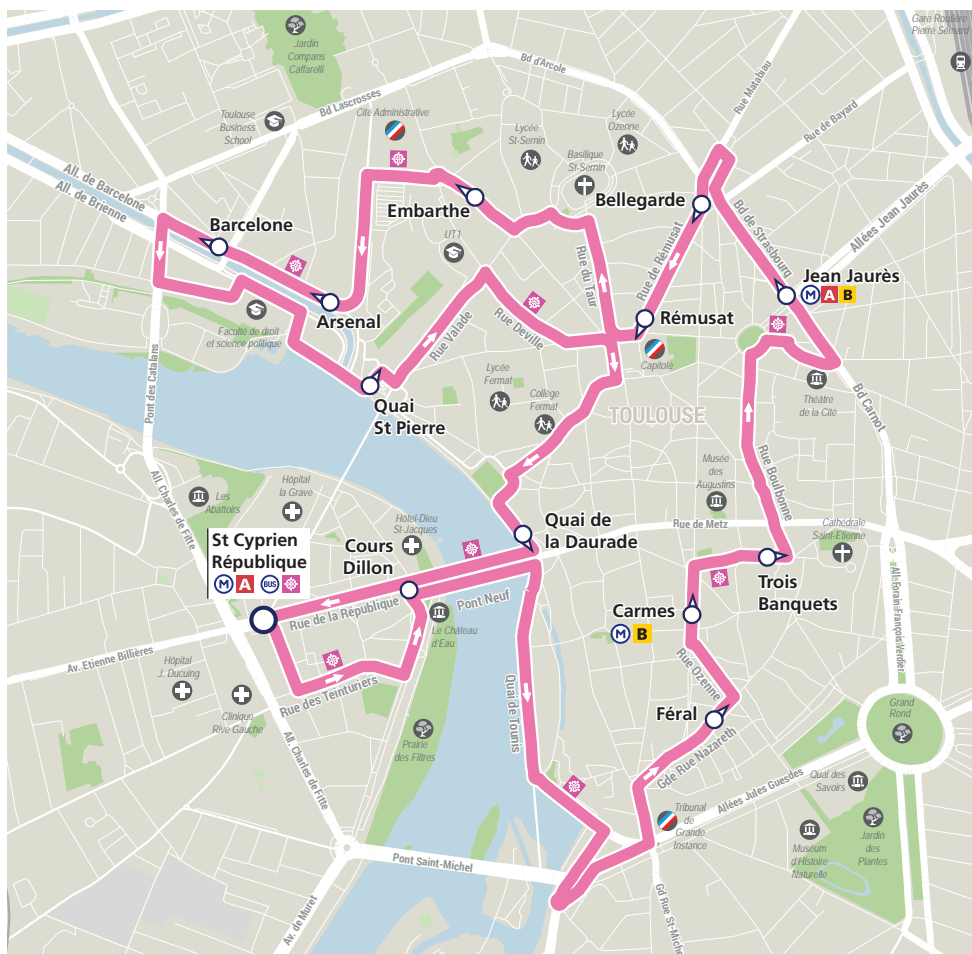 Gare Routière
Pierre Sémard
Jardin
Compans
Caffarelli
Bd d'Arcole
Rue Matabiau
Rue de Bayard
Bd Lascrosses
Toulouse
Business
School
Cité Administrative
Lycée
St-Sernin
Lycée
Ozenne
Basilique
St-Sernin
All. de Barcelone
All. de Brienne
Embarthe
Bellegarde
Barcelone
UT1
Bd de Strasbourg
Allées Jean Jaurès
Rue du Taur
Rue de Rémusat
Jean Jaurès
M A B
Arsenal
Rue Valade
Rue Deville
Rémusat
Faculté de droit
et science politique
Capitole
Pont des Catalans
Lycée
Fermat
Collège
Fermat
Théâtre
de la Cité
Bd Carnot
Quai
St Pierre
TOULOUSE
Rue Boulbonne
Musée
des
Augustins
All. Charles de Fitte
Hôpital
la Grave
Les
Abattoirs
Hôtel-Dieu
St-Jacques
Quai de
la Daurade
Rue de Metz
Cathédrale
Saint-Etienne
St Cyprien
République
M A BUS
Cours
Dillon
Trois
Banquets
Rue de la République
Pont Neuf
Carmes
M B
All. Forain-François Verdier
Le Château
d'Eau
Av. Etienne Billières
Hôpital
J. Ducuing
Rue des Teinturiers
Rue Ozenne
Clinique
Rive Gauche
Quai de Tounis
Féral
Grand
Rond
Prairie
des Filtres
Gde Rue Nazareth
All. Charles de Fitte
Allées Jules Guesdes
Quai des
Savoirs
Tribunal
de
Grande
Instance
Museum
d'Histoire
Naturelle
Jardin
des
Plantes
Pont Saint-Michel
Av. de Muret
Gd Rue St-Miche